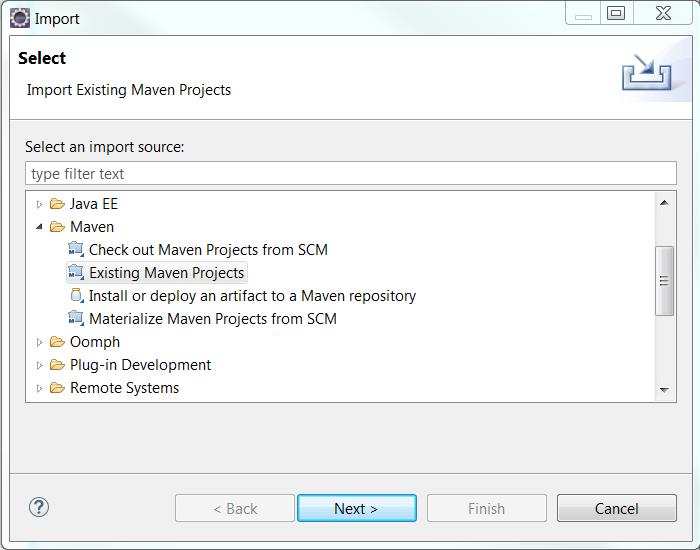 Import
Select
Import Existing Maven Projects
Select an import source:
type filter text
Java EE
Maven
Check out Maven Projects from SCM
Existing Maven Projects
Install or deploy an artifact to a Maven repository
Materialize Maven Projects from SCM
Oomph
Plug-in Development
Remote Systems
?
< Back
Next >
Finish
Cancel